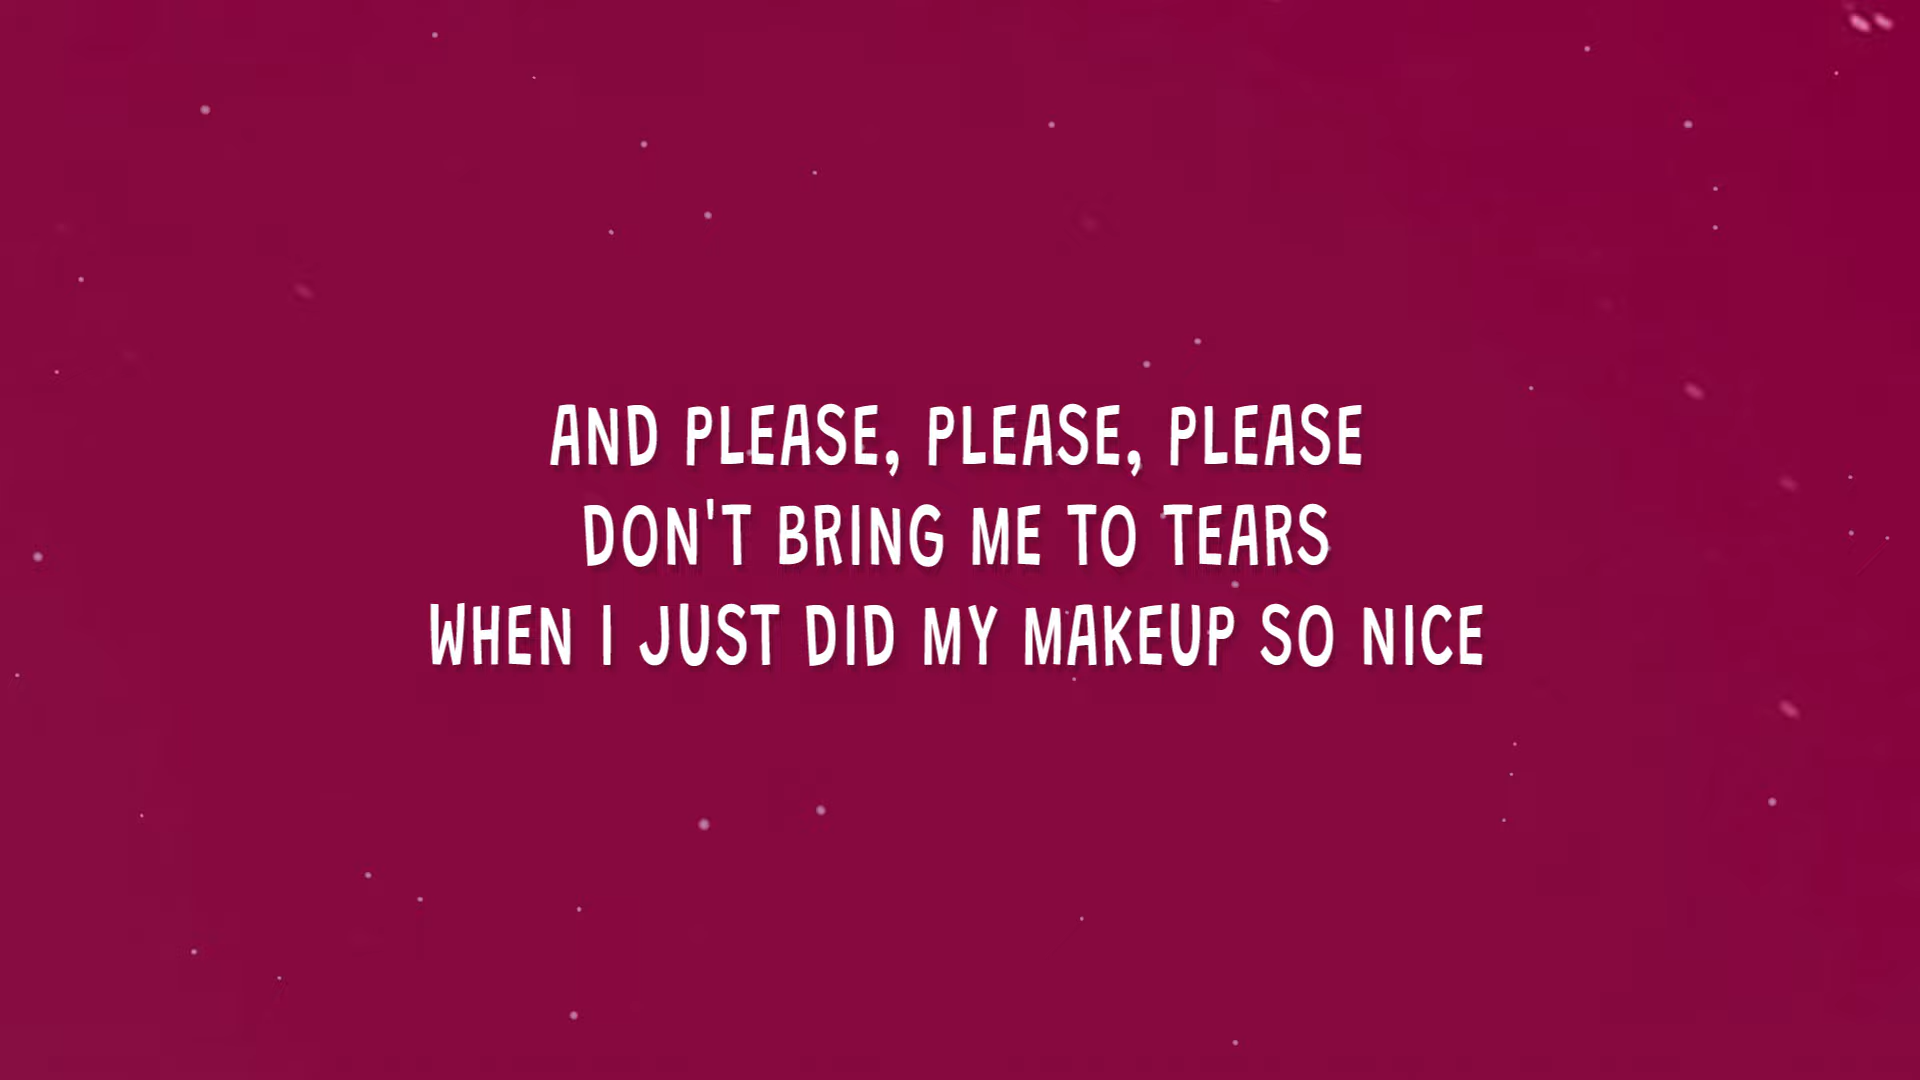 AND PLEASE, PLEASE, PLEASE
DON'T BRING ME TO TEARS
WHEN I JUST DID MY MAKEUP SO NICE